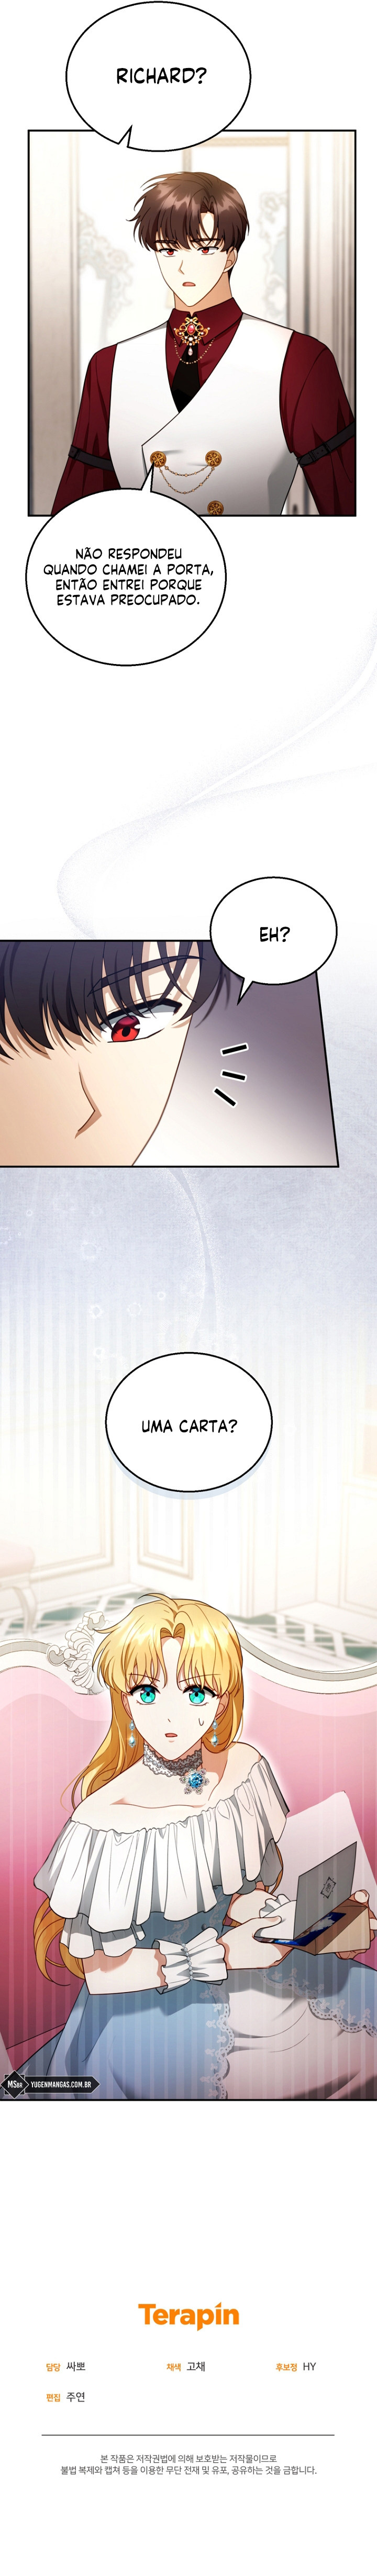 RICHARD?
NÃO RESPONDEU
QUANDO CHAMEI A PORTA,
ENTÃO ENTREI PORQUE
ESTAVA PREOCUPADO.
EH?
UMA CARTA?
MSBR YUGENMANGAS.COM.BR
Terapin
담당 싸뽀 채색 고채 후보정 HY
편집 주연
본 작품은 저작권법에 의해 보호받는 저작물이므로
불법 복제와 캡쳐 등을 이용한 무단 전재 및 유포, 공유하는 것을 금합니다.